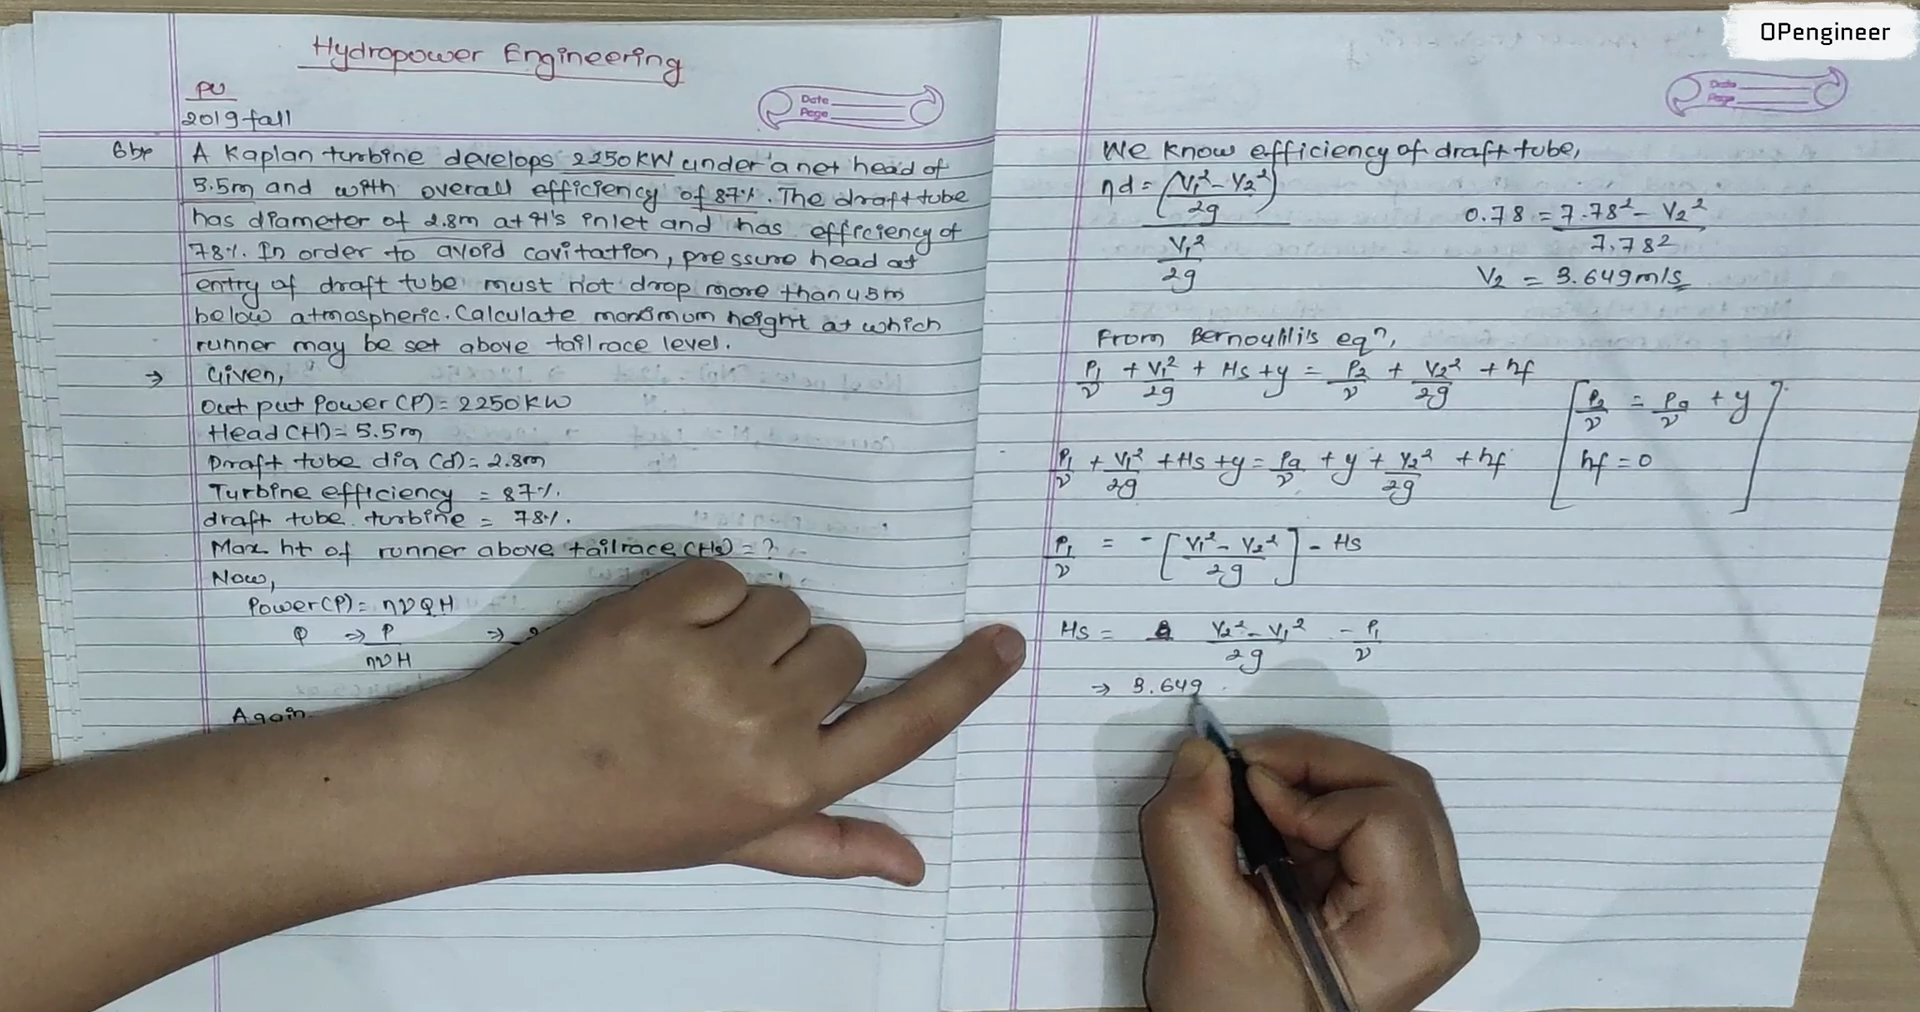 OPengineer
Hydropower Engineering
PU
2019 fall
Date
Page
6b)
A Kaplan turbine develops 2250 KW under a net head of
5.5m and with overall efficiency of 87%. The draft tube
has diameter of 2.8m at it's inlet and has efficiency of
78%. In order to avoid cavitation, pressure head at
entry of draft tube must not drop more than 4.5m
below atmospheric. Calculate maximum height at which
runner may be set above tailrace level.
→ Given,
Out put Power (P) = 2250 KW
Head (H) = 5.5m
Draft tube dia (d) = 2.8m
Turbine efficiency = 87%.
draft tube turbine = 78%.
Max ht of runner above tailrace (Hs) = ?
Now,
Power (P) = ηγQH
Q ⇒ P/ηγH ⇒
Again
Date
Page
We know efficiency of draft tube,
ηd = ((V1² - V2²)/2g) / (V1²/2g)
0.78 = (7.78² - V2²)/7.78²
V2 = 3.649 m/s
From Bernoulli's eqn,
P1/γ + V1²/2g + Hs + y = P2/γ + V2²/2g + hf
[P2/γ = Pa/γ + y
hf = 0]
P1/γ + V1²/2g + Hs + y = Pa/γ + y + V2²/2g + hf
P1/γ = - [(V1² - V2²)/2g] - Hs
Hs = (V2² - V1²)/2g - P1/γ
⇒ 3.649